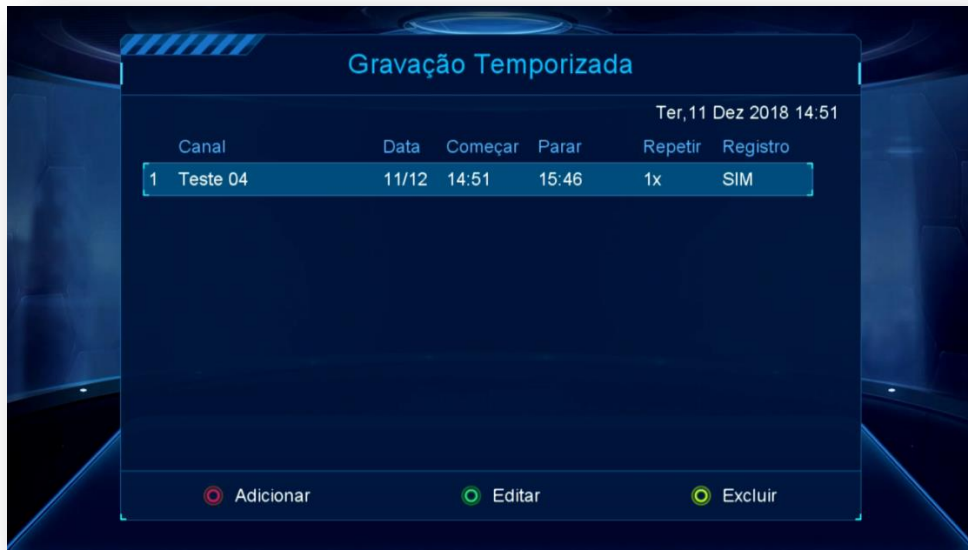 Gravação Temporizada
Ter,11 Dez 2018 14:51
Canal Data Começar Parar Repetir Registro
1 Teste 04 11/12 14:51 15:46 1x SIM
Adicionar Editar Excluir